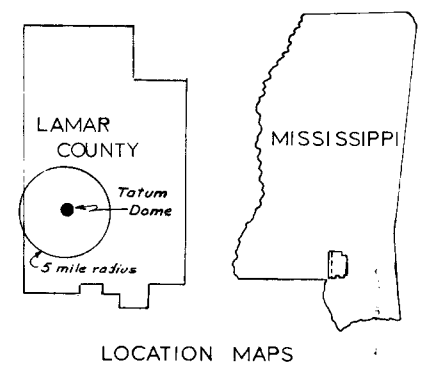 LAMAR
COUNTY
Tatum
Dome
5 mile radius
MISSISSIPPI
LOCATION MAPS